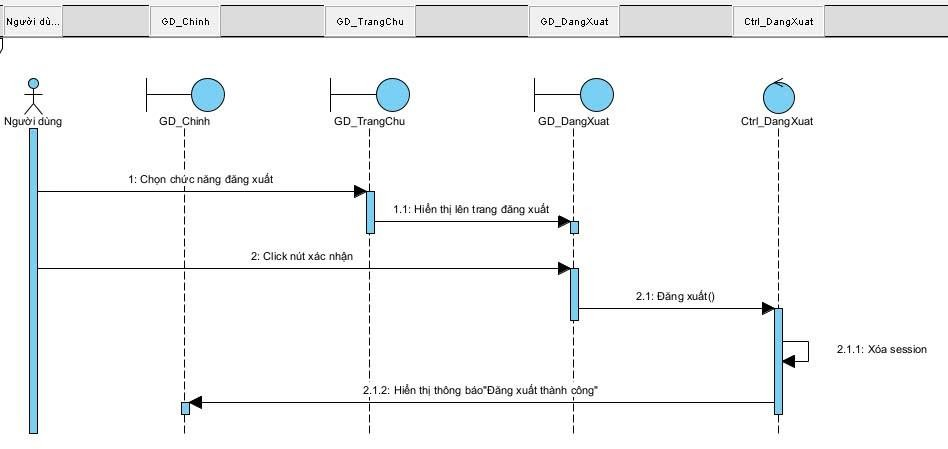 Người dù...
GD_Chinh
GD_TrangChu
GD_DangXuat
Ctrl_DangXuat
Người dùng
GD_Chinh
GD_TrangChu
GD_DangXuat
Ctrl_DangXuat
1: Chọn chức năng đăng xuất
1.1: Hiển thị lên trang đăng xuất
2: Click nút xác nhận
2.1: Đăng xuất()
2.1.1: Xóa session
2.1.2: Hiển thị thông báo"Đăng xuất thành công"